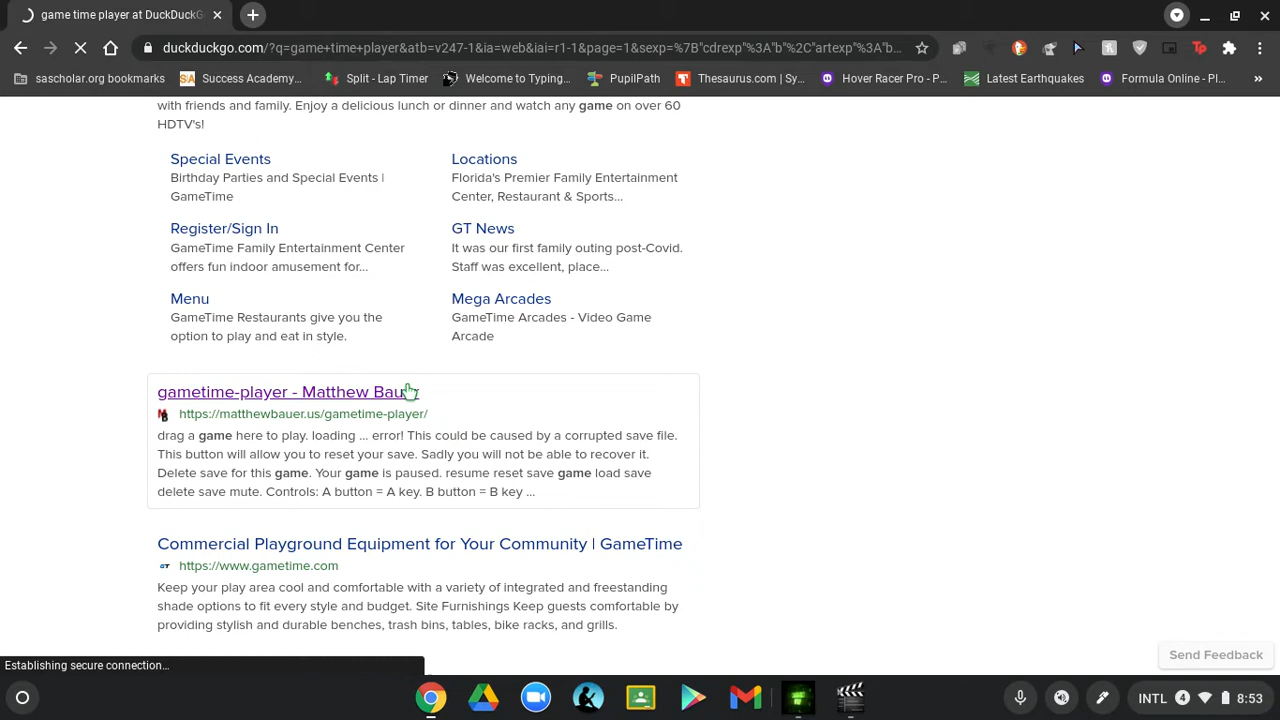 game time player at DuckDuckG
duckduckgo.com/?q=game+time+player&atb=v247-1&ia=web&iai=r1-1&page=1&sexp=%7B"cdrexp"%3A"b"%2C"artexp"%3A"b...
sascholar.org bookmarks
Success Academy...
Split - Lap Timer
Welcome to Typing...
PupilPath
Thesaurus.com | Sy...
Hover Racer Pro - P...
Latest Earthquakes
Formula Online - Pl...
»
with friends and family. Enjoy a delicious lunch or dinner and watch any game on over 60
HDTV's!
Special Events
Birthday Parties and Special Events |
GameTime
Locations
Florida's Premier Family Entertainment
Center, Restaurant & Sports...
Register/Sign In
GameTime Family Entertainment Center
offers fun indoor amusement for...
GT News
It was our first family outing post-Covid.
Staff was excellent, place...
Menu
GameTime Restaurants give you the
option to play and eat in style.
Mega Arcades
GameTime Arcades - Video Game
Arcade
gametime-player - Matthew Bauer
https://matthewbauer.us/gametime-player/
drag a game here to play. loading ... error! This could be caused by a corrupted save file.
This button will allow you to reset your save. Sadly you will not be able to recover it.
Delete save for this game. Your game is paused. resume reset save game load save
delete save mute. Controls: A button = A key. B button = B key ...
Commercial Playground Equipment for Your Community | GameTime
GT https://www.gametime.com
Keep your play area cool and comfortable with a variety of integrated and freestanding
shade options to fit every style and budget. Site Furnishings Keep guests comfortable by
providing stylish and durable benches, trash bins, tables, bike racks, and grills.
Send Feedback
Establishing secure connection...
INTL 4 8:53